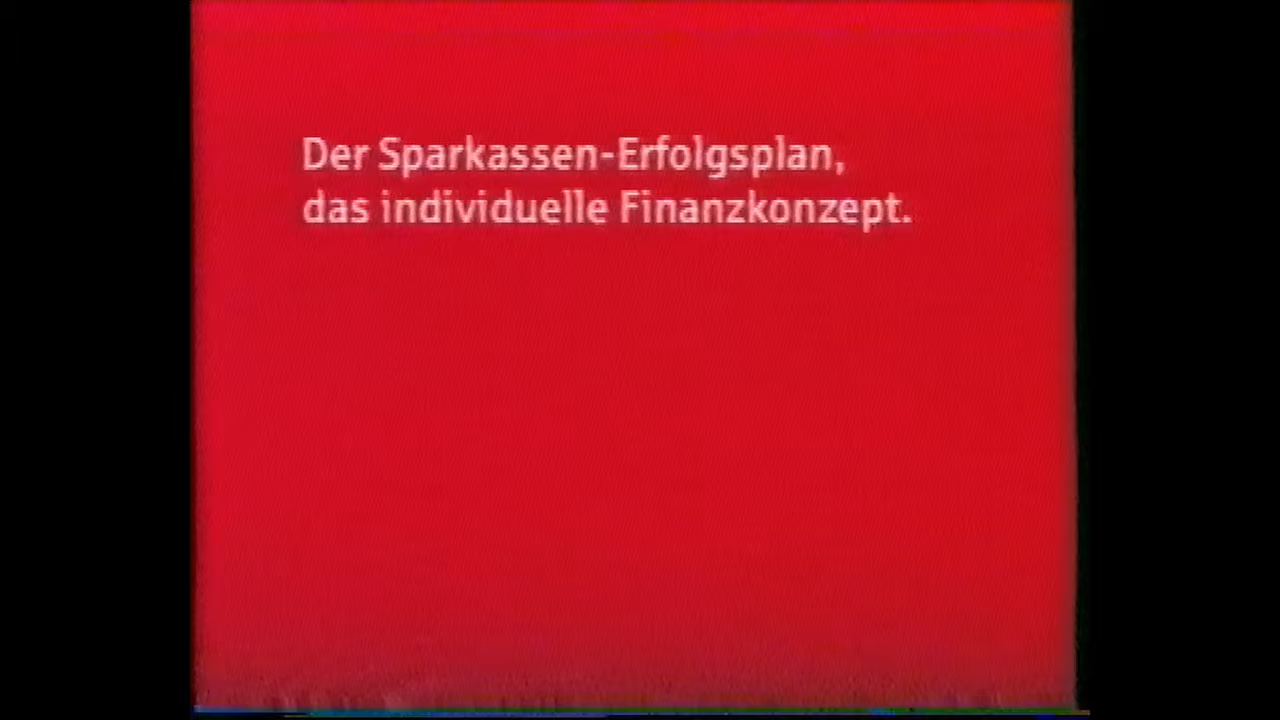 Der Sparkassen-Erfolgsplan,
das individuelle Finanzkonzept.